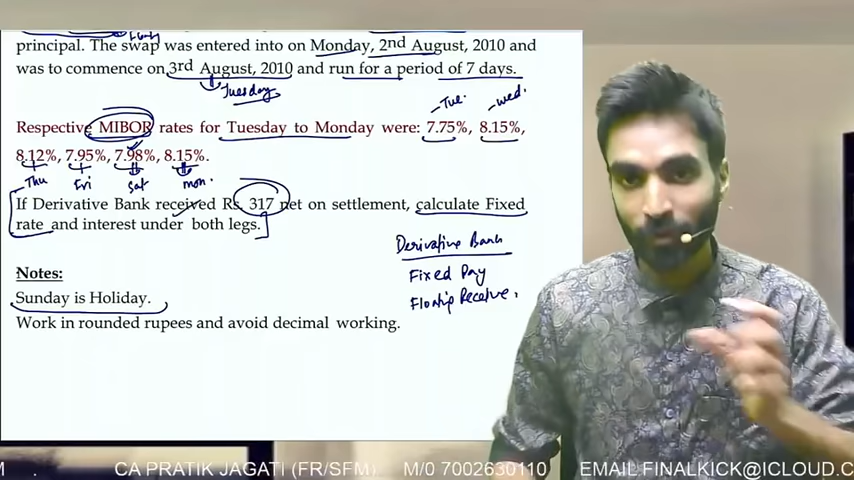 principal. The swap was entered into on Monday, 2nd August, 2010 and
was to commence on 3rd August, 2010 and run for a period of 7 days.
Tuesday
Tue. wed.
Respective MIBOR rates for Tuesday to Monday were: 7.75%, 8.15%,
8.12%, 7.95%, 7.98%, 8.15%.
Thu Fri Sat mon.
If Derivative Bank received Rs. 317 net on settlement, calculate Fixed
rate and interest under both legs.
Derivative Bank
Fixed Pay
Notes:
Sunday is Holiday.
Receive.
Work in rounded rupees and avoid decimal working.
M . CA PRATIK JAGATI (FR/SFM) M/0 7002630110 EMAIL.FINALKICK@ICLOUD.C